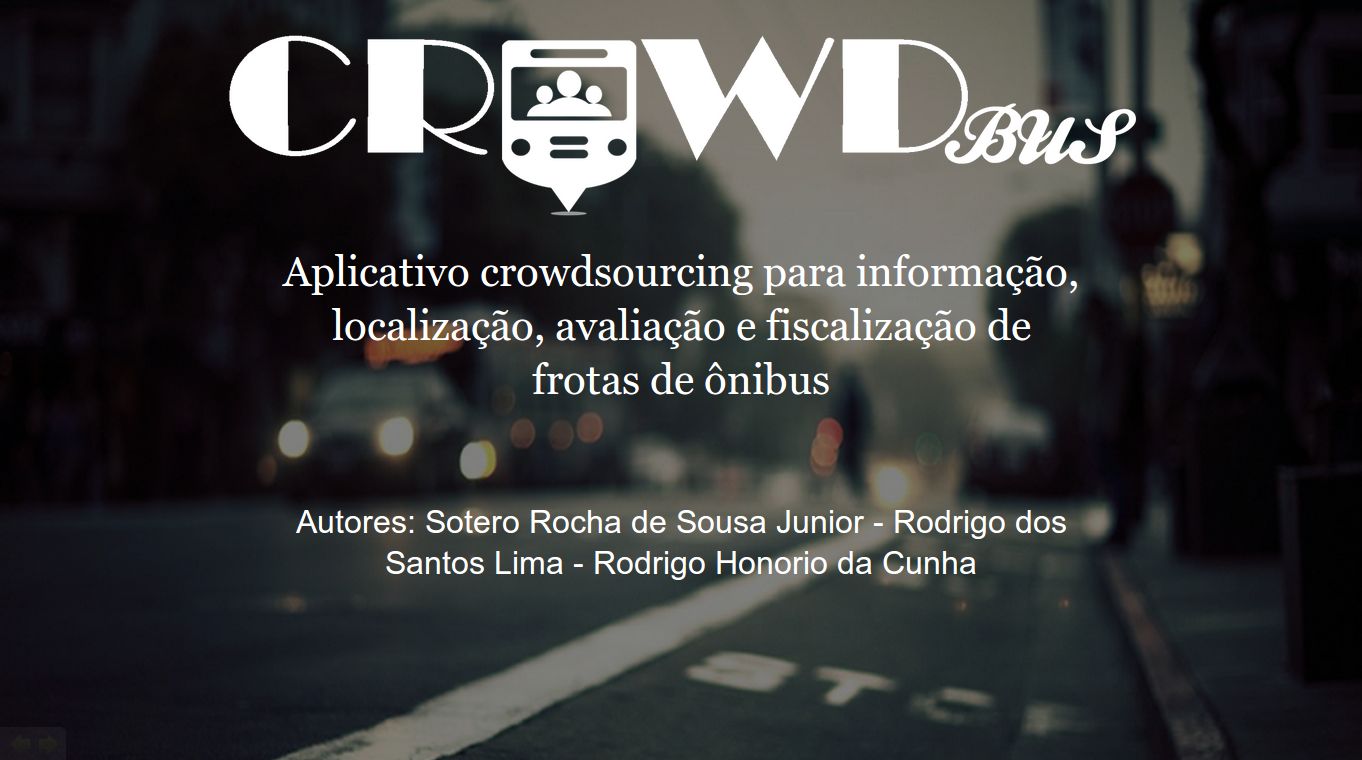 CROWD BUS
Aplicativo crowdsourcing para informação,
localização, avaliação e fiscalização de
frotas de ônibus
Autores: Sotero Rocha de Sousa Junior - Rodrigo dos
Santos Lima - Rodrigo Honorio da Cunha